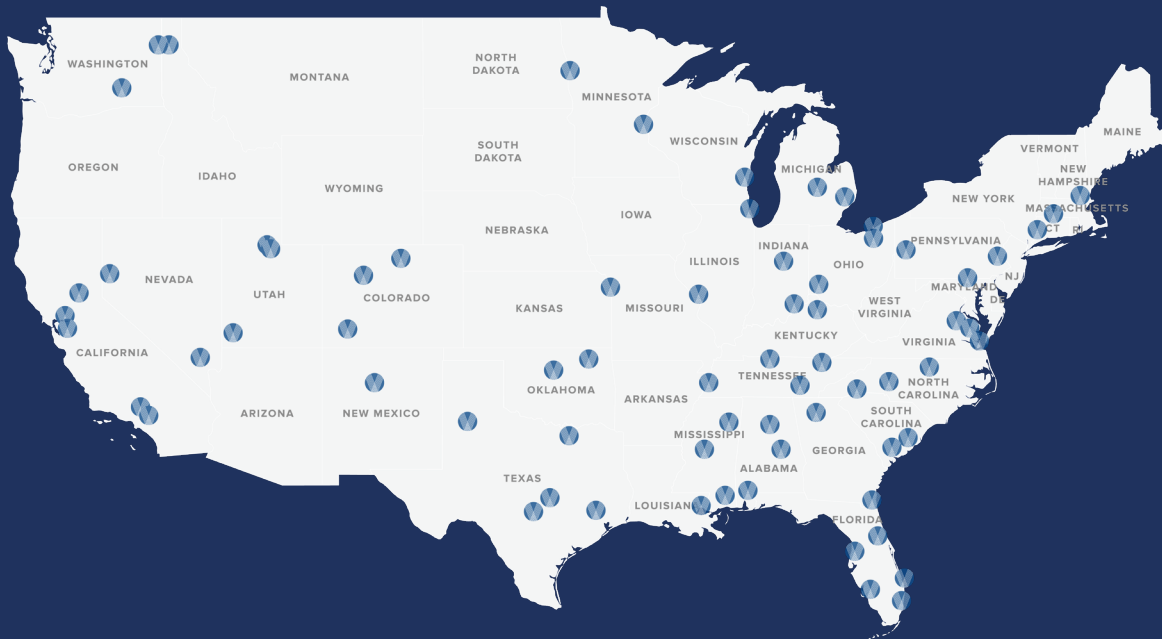 WASHINGTON
MONTANA
NORTH
DAKOTA
MINNESOTA
MAINE
WISCONSIN
VERMONT
SOUTH
DAKOTA
OREGON
IDAHO
MICHIGAN
NEW
HAMPSHIRE
WYOMING
NEW YORK
MASSACHUSETTS
IOWA
NEBRASKA
CT
RI
PENNSYLVANIA
INDIANA
ILLINOIS
OHIO
NEVADA
UTAH
COLORADO
NJ
MARYLAND
DE
KANSAS
MISSOURI
WEST
VIRGINIA
KENTUCKY
VIRGINIA
CALIFORNIA
TENNESSEE
OKLAHOMA
NORTH
CAROLINA
ARKANSAS
ARIZONA
NEW MEXICO
SOUTH
CAROLINA
MISSISSIPPI
GEORGIA
ALABAMA
TEXAS
LOUISIAN
FLORIDA